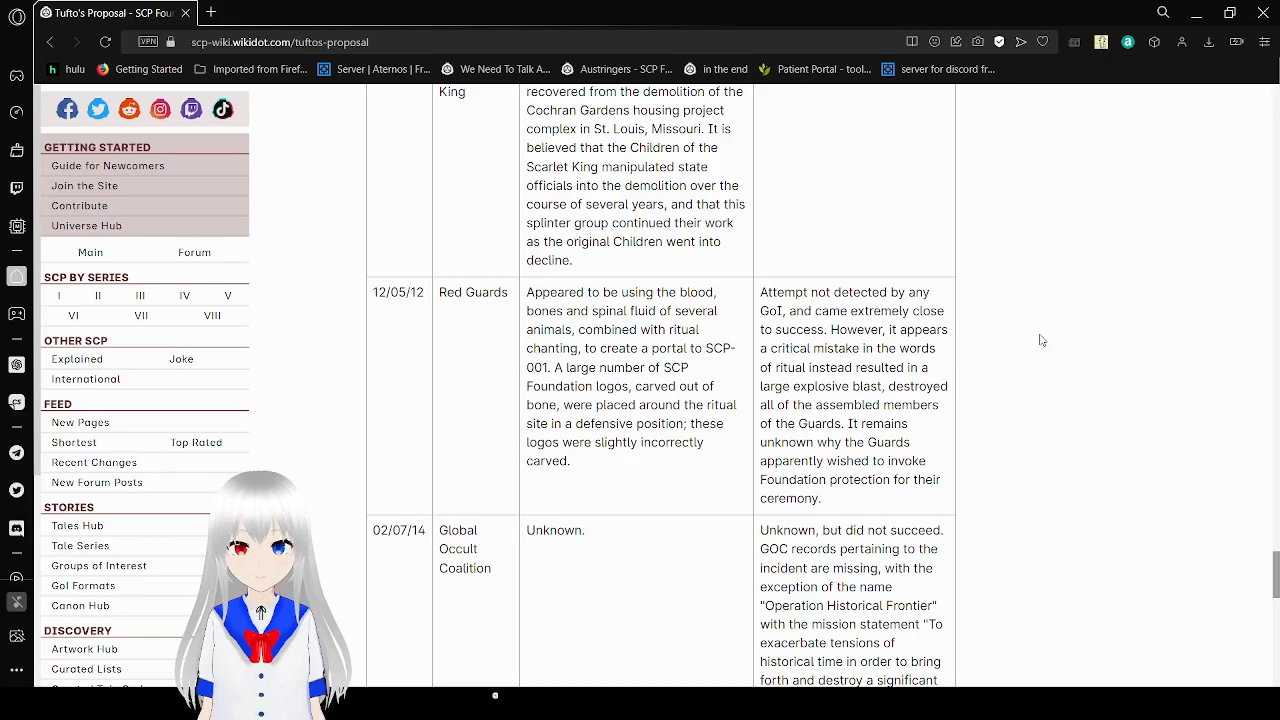 Tufto's Proposal - SCP Fou
scp-wiki.wikidot.com/tuftos-proposal
VPN
hulu
Getting Started
Imported from Firef...
Server | Aternos | Fr...
We Need To Talk A...
Austringers - SCP F...
in the end
Patient Portal - tool...
server for discord fr...
GETTING STARTED
Guide for Newcomers
Join the Site
Contribute
Universe Hub
Main Forum
SCP BY SERIES
I II III IV V
VI VII VIII
OTHER SCP
Explained Joke
International
FEED
New Pages
Shortest Top Rated
Recent Changes
New Forum Posts
STORIES
Tales Hub
Tale Series
Groups of Interest
GoI Formats
Canon Hub
DISCOVERY
Artwork Hub
Curated Lists
King
recovered from the demolition of the
Cochran Gardens housing project
complex in St. Louis, Missouri. It is
believed that the Children of the
Scarlet King manipulated state
officials into the demolition over the
course of several years, and that this
splinter group continued their work
as the original Children went into
decline.
12/05/12
Red Guards
Appeared to be using the blood,
bones and spinal fluid of several
animals, combined with ritual
chanting, to create a portal to SCP-
001. A large number of SCP
Foundation logos, carved out of
bone, were placed around the ritual
site in a defensive position; these
logos were slightly incorrectly
carved.
Attempt not detected by any
GoI, and came extremely close
to success. However, it appears
a critical mistake in the words
of ritual instead resulted in a
large explosive blast, destroyed
all of the assembled members
of the Guards. It remains
unknown why the Guards
apparently wished to invoke
Foundation protection for their
ceremony.
02/07/14
Global
Occult
Coalition
Unknown.
Unknown, but did not succeed.
GOC records pertaining to the
incident are missing, with the
exception of the name
"Operation Historical Frontier"
with the mission statement "To
exacerbate tensions of
historical time in order to bring
forth and destroy a significant